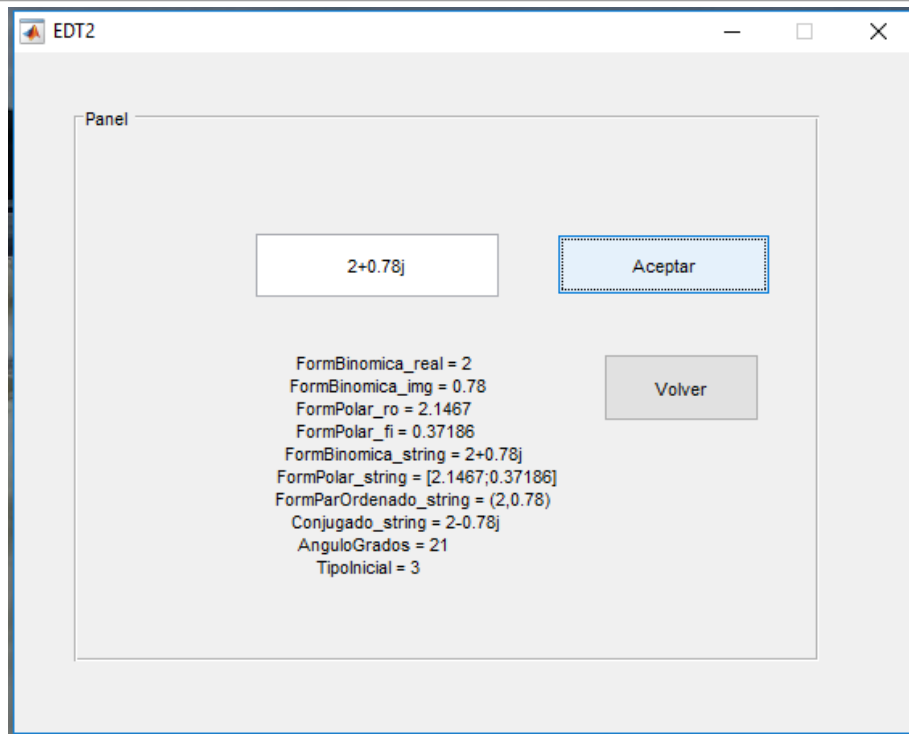 EDT2
Panel
2+0.78j
Aceptar
FormBinomica_real = 2
FormBinomica_img = 0.78
FormPolar_ro = 2.1467
FormPolar_fi = 0.37186
FormBinomica_string = 2+0.78j
FormPolar_string = [2.1467;0.37186]
FormParOrdenado_string = (2,0.78)
Conjugado_string = 2-0.78j
AnguloGrados = 21
TipoInicial = 3
Volver